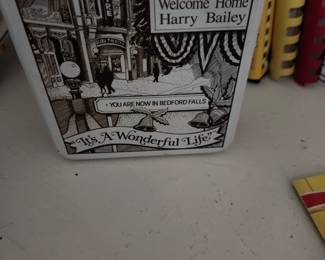 Welcome Home
Harry Bailey
• YOU ARE NOW IN BEDFORD FALLS
"It's A Wonderful Life"